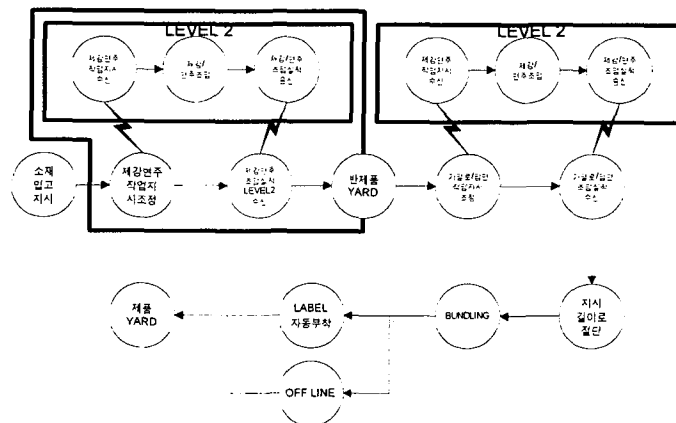 LEVEL 2
LEVEL 2
제강연주
작업지시
수신
제강/
연주조업
제강/연주
조업실적
송신
제강연주
작업지시
수신
제강/
연주조업
제강/연주
조업실적
송신
소재
입고
지시
제강연주
작업지
시조정
제강연주
조업실적
LEVEL2
수신
반제품
YARD
가열로/압연
작업지시
조정
가열로/압연
조업실적
수신
제품
YARD
LABEL
자동부착
BUNDLING
지시
길이로
절단
OFF LINE